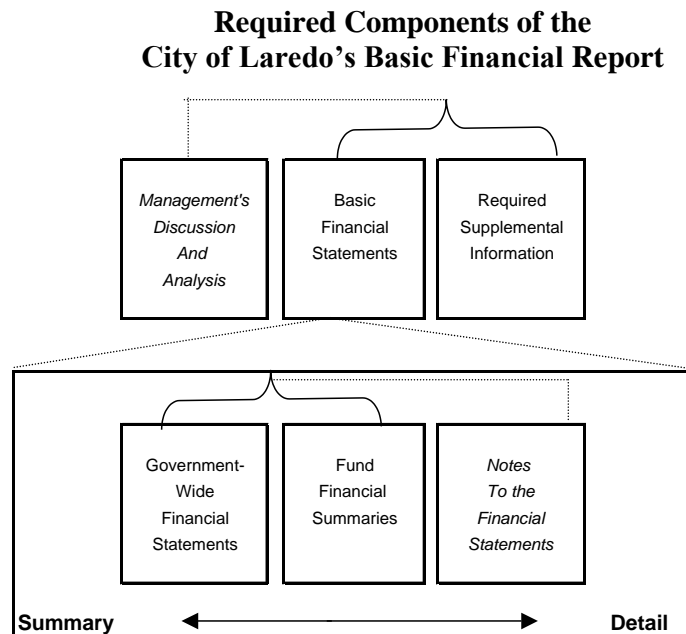 Required Components of the
City of Laredo's Basic Financial Report
Management's
Discussion
And
Analysis
Basic
Financial
Statements
Required
Supplemental
Information
Government-
Wide
Financial
Statements
Fund
Financial
Summaries
Notes
To the
Financial
Statements
Summary
Detail